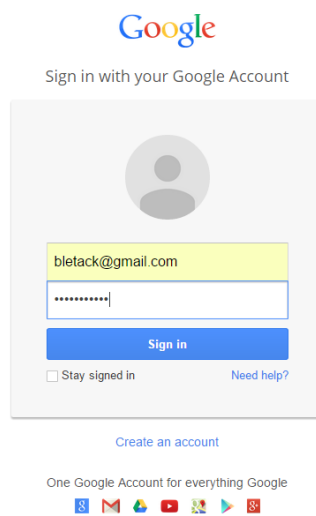 Google
Sign in with your Google Account
bletack@gmail.com
•••••••••••
Sign in
Stay signed in
Need help?
Create an account
One Google Account for everything Google